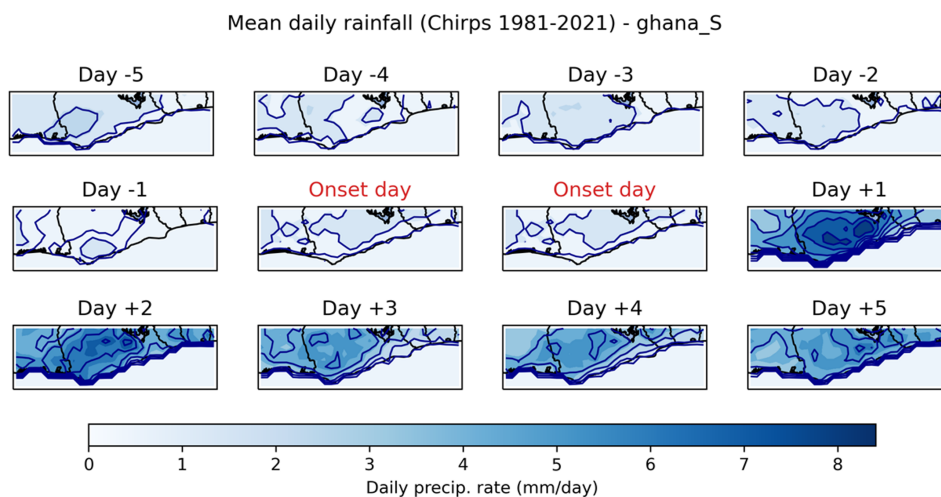 Mean daily rainfall (Chirps 1981-2021) - ghana_S
Day -5
Day -4
Day -3
Day -2
Day -1
Onset day
Onset day
Day +1
Day +2
Day +3
Day +4
Day +5
0 1 2 3 4 5 6 7 8
Daily precip. rate (mm/day)